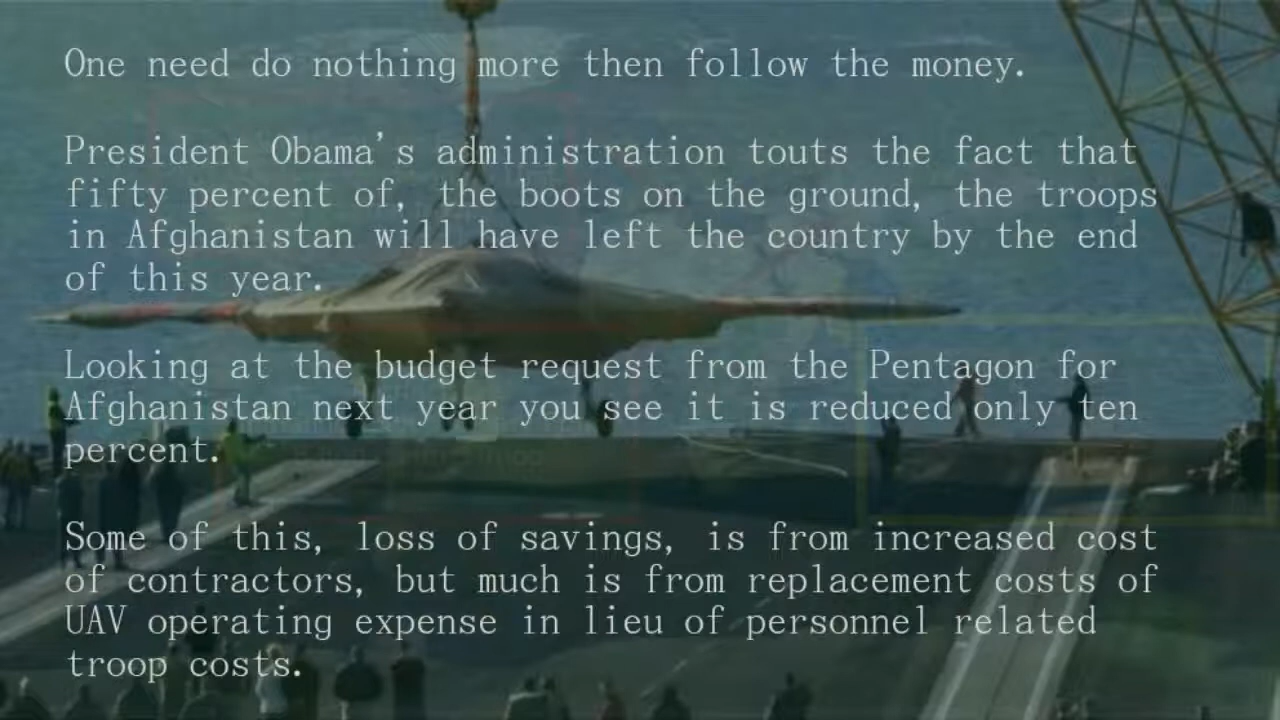 One need do nothing more then follow the money.
President Obama's administration touts the fact that
fifty percent of, the boots on the ground, the troops
in Afghanistan will have left the country by the end
of this year.
Looking at the budget request from the Pentagon for
Afghanistan next year you see it is reduced only ten
percent.
Some of this, loss of savings, is from increased cost
of contractors, but much is from replacement costs of
UAV operating expense in lieu of personnel related
troop costs.